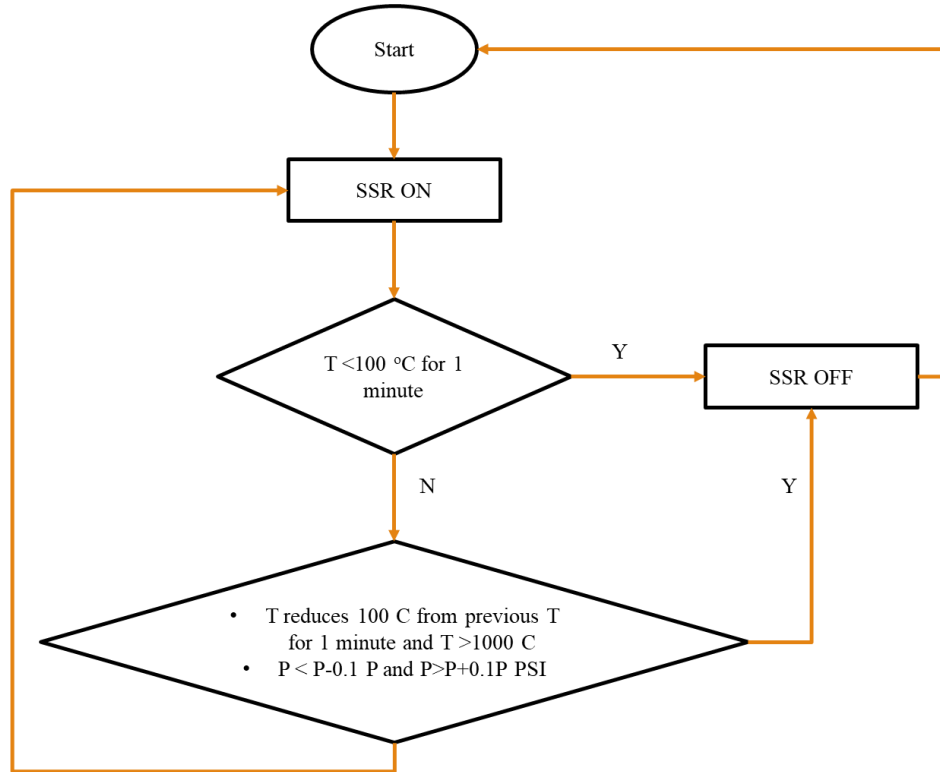 Start
SSR ON
T <100 °C for 1
minute
Y
SSR OFF
N
Y
• T reduces 100 C from previous T
for 1 minute and T >1000 C
• P < P-0.1 P and P>P+0.1P PSI